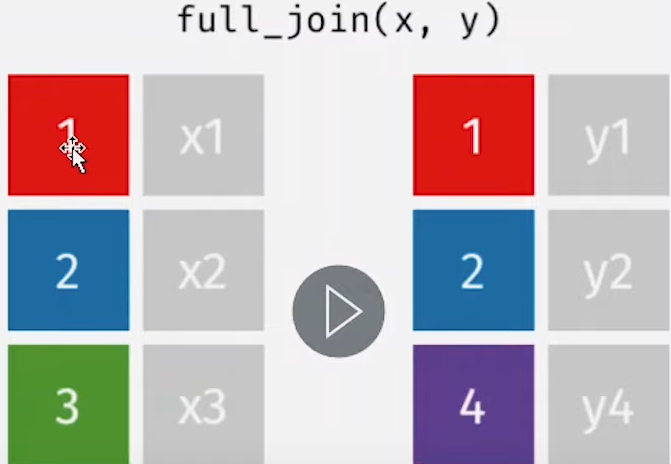 full_join(x, y)
1 x1 1 y1
2 x2 2 y2
3 x3 4 y4